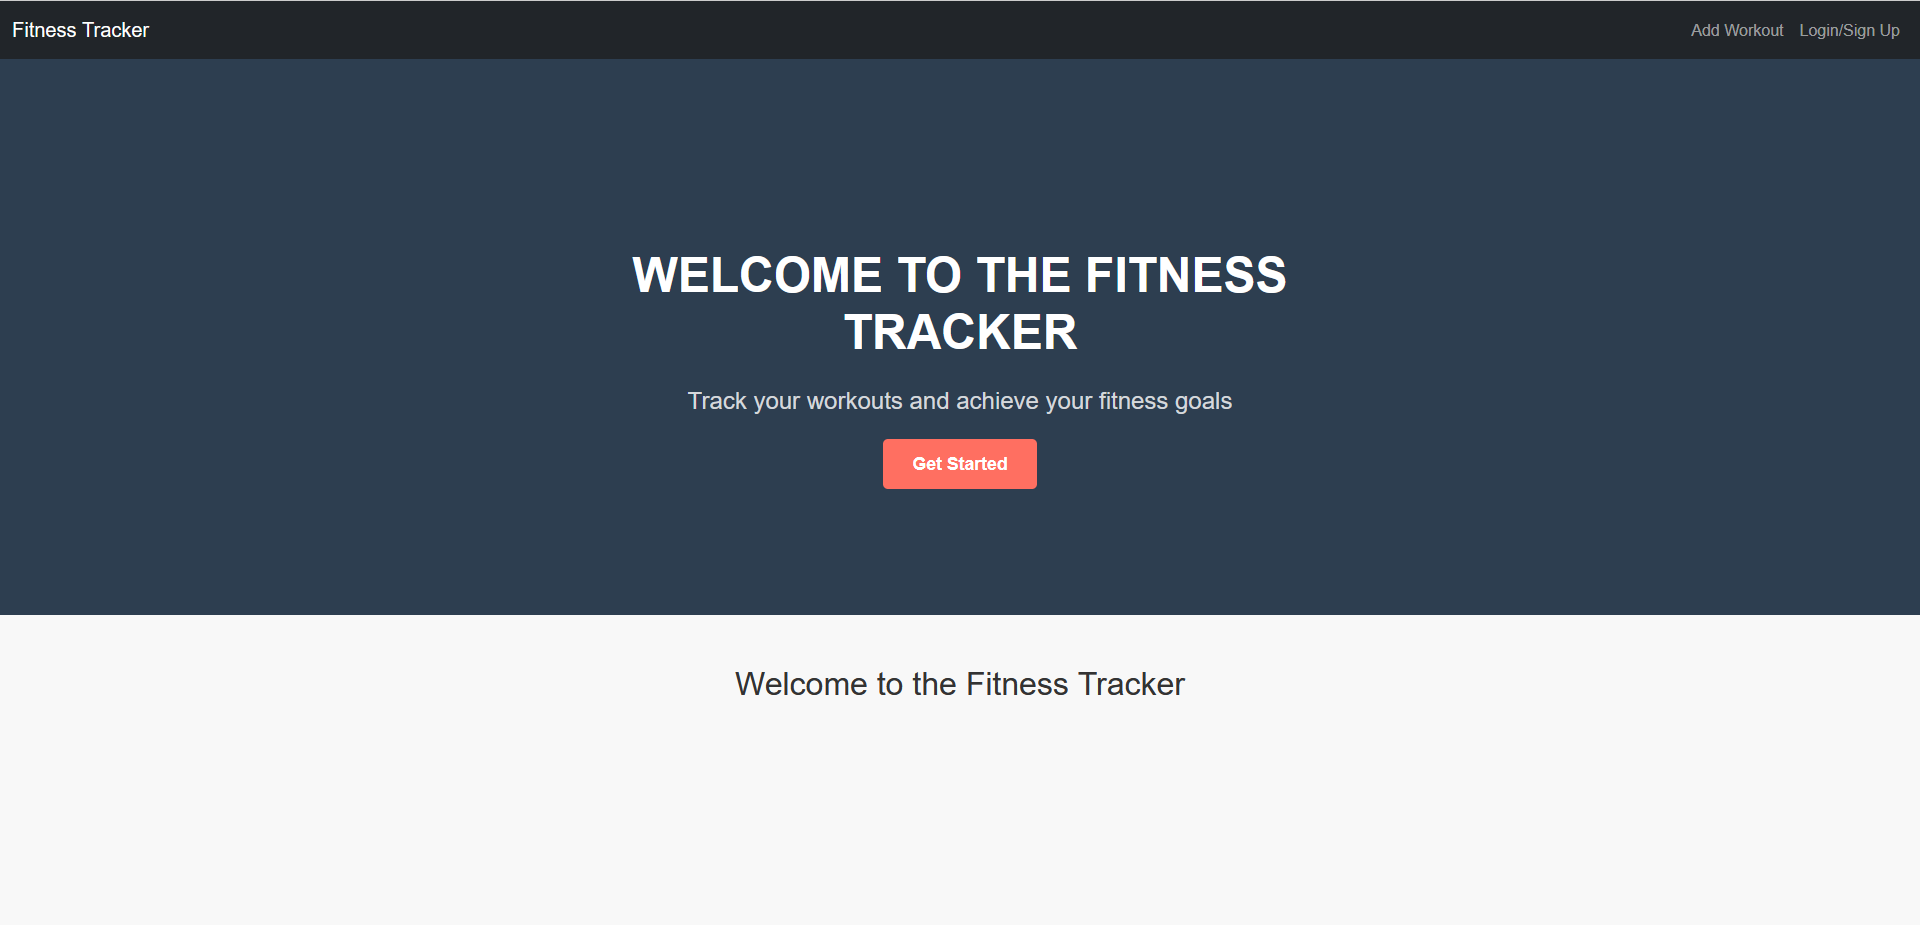 Fitness Tracker
Add Workout
Login/Sign Up
WELCOME TO THE FITNESS
TRACKER
Track your workouts and achieve your fitness goals
Get Started
Welcome to the Fitness Tracker